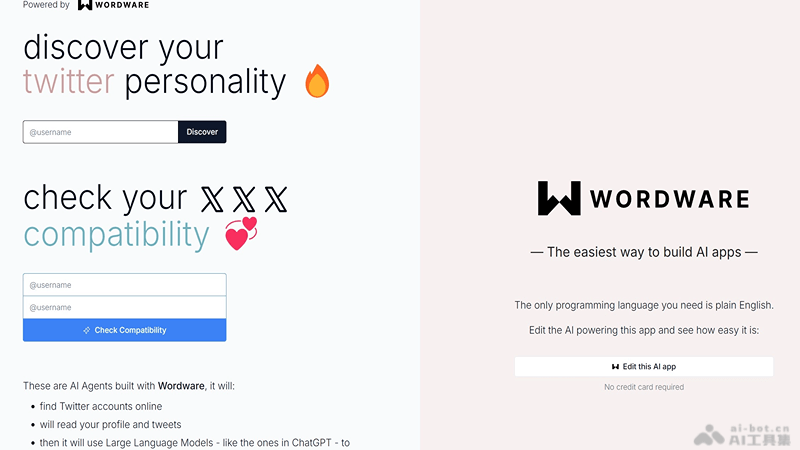 Powered by WORDWARE
discover your
twitter personality 🔥
@username
Discover
check your 𝕏 𝕏 𝕏
compatibility 💞
@username
@username
Check Compatibility
These are AI Agents built with Wordware, it will:
• find Twitter accounts online
• will read your profile and tweets
• then it will use Large Language Models - like the ones in ChatGPT - to
WORDWARE
— The easiest way to build AI apps —
The only programming language you need is plain English.
Edit the AI powering this app and see how easy it is:
Edit this AI app
No credit card required
ai-bot.cn
AI工具集